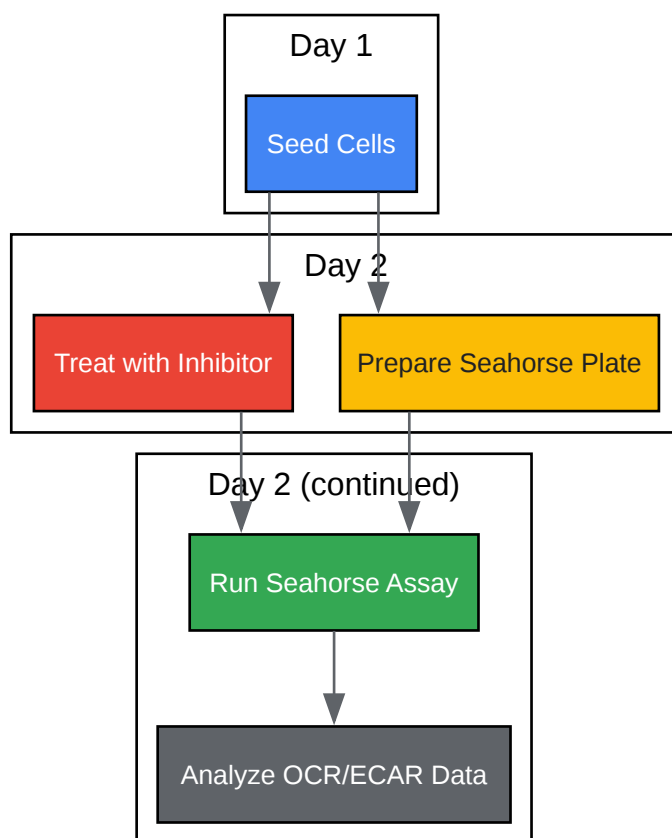 Day 1
Seed Cells
Day 2
Treat with Inhibitor
Prepare Seahorse Plate
Day 2 (continued)
Run Seahorse Assay
Analyze OCR/ECAR Data